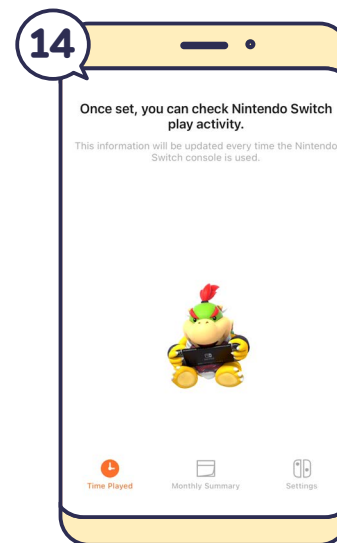 14
Once set, you can check Nintendo Switch
play activity.
This information will be updated every time the Nintendo
Switch console is used.
Time Played
Monthly Summary
Settings